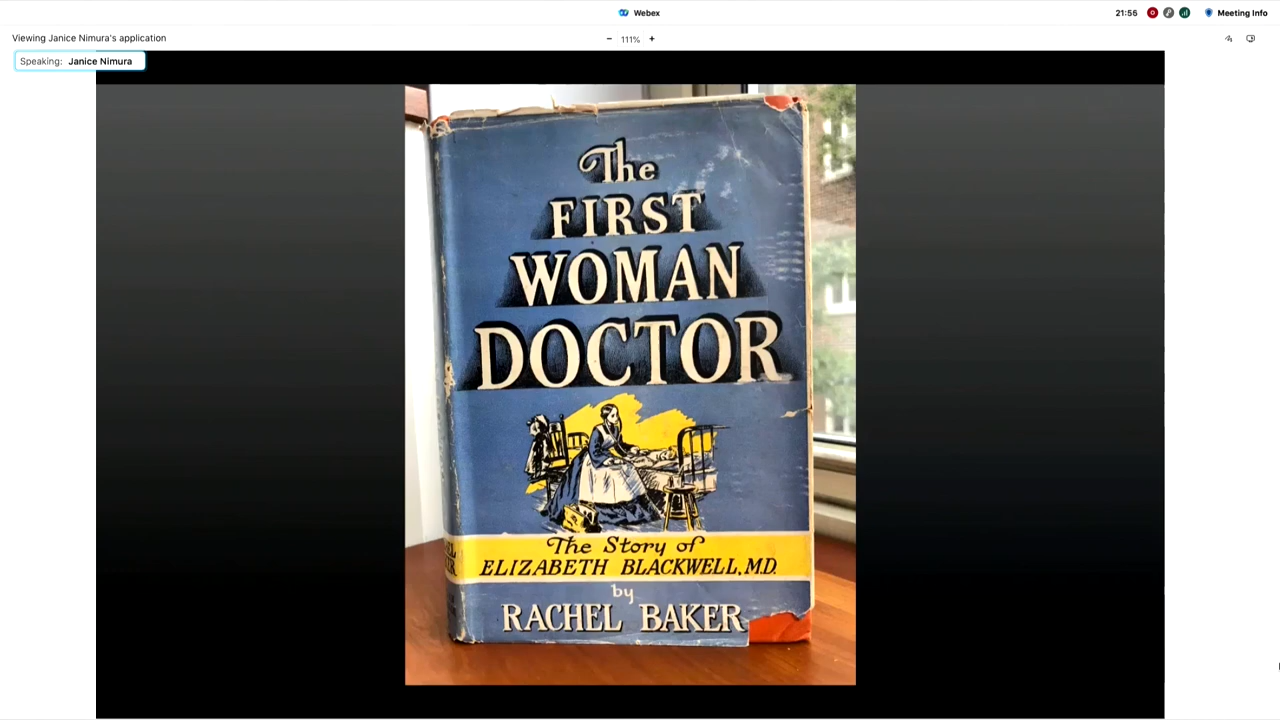 Webex
21:56
Meeting Info
Viewing Janice Nimura's application
111%
Speaking: Janice Nimura
The
FIRST
WOMAN
DOCTOR
The Story of
ELIZABETH BLACKWELL, M.D.
by
RACHEL BAKER